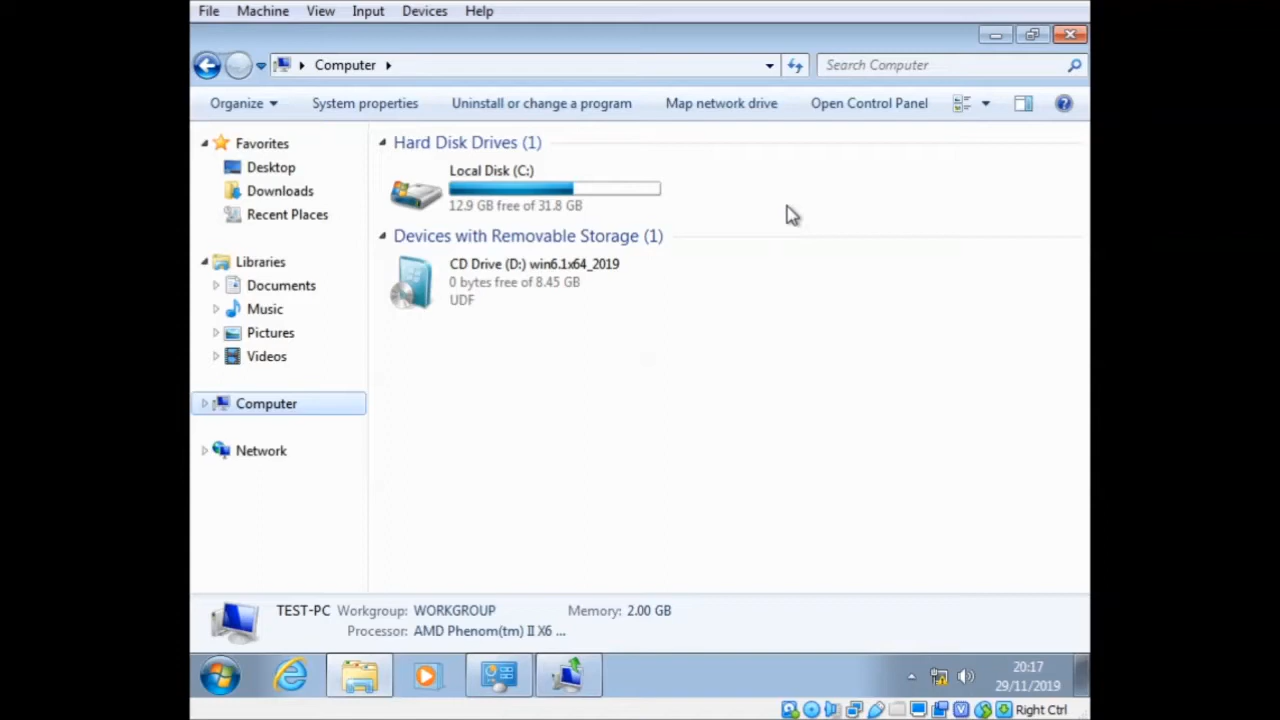 File Machine View Input Devices Help
Computer
Search Computer
Organize System properties Uninstall or change a program Map network drive Open Control Panel
Favorites
Desktop
Downloads
Recent Places
Libraries
Documents
Music
Pictures
Videos
Computer
Network
Hard Disk Drives (1)
Local Disk (C:)
12.9 GB free of 31.8 GB
Devices with Removable Storage (1)
CD Drive (D:) win6.1x64_2019
0 bytes free of 8.45 GB
UDF
TEST-PC Workgroup: WORKGROUP Memory: 2.00 GB
Processor: AMD Phenom(tm) II X6 ...
20:17
29/11/2019
Right Ctrl